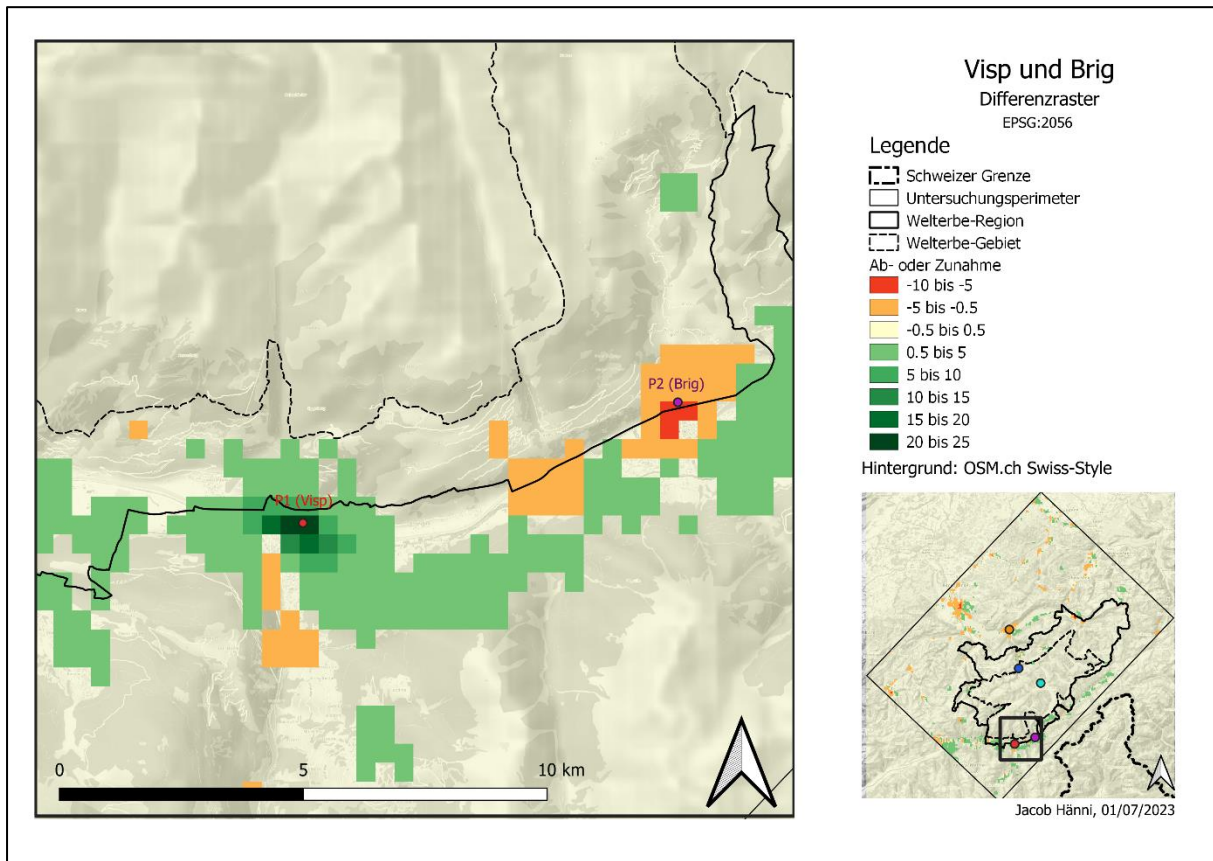 Visp und Brig
Differenzraster
EPSG:2056
Legende
Schweizer Grenze
Untersuchungsperimeter
Welterbe-Region
Welterbe-Gebiet
Ab- oder Zunahme
-10 bis -5
-5 bis -0.5
-0.5 bis 0.5
0.5 bis 5
5 bis 10
10 bis 15
15 bis 20
20 bis 25
Hintergrund: OSM.ch Swiss-Style
P2 (Brig)
P1 (Visp)
0
5
10 km
Jacob Hänni, 01/07/2023